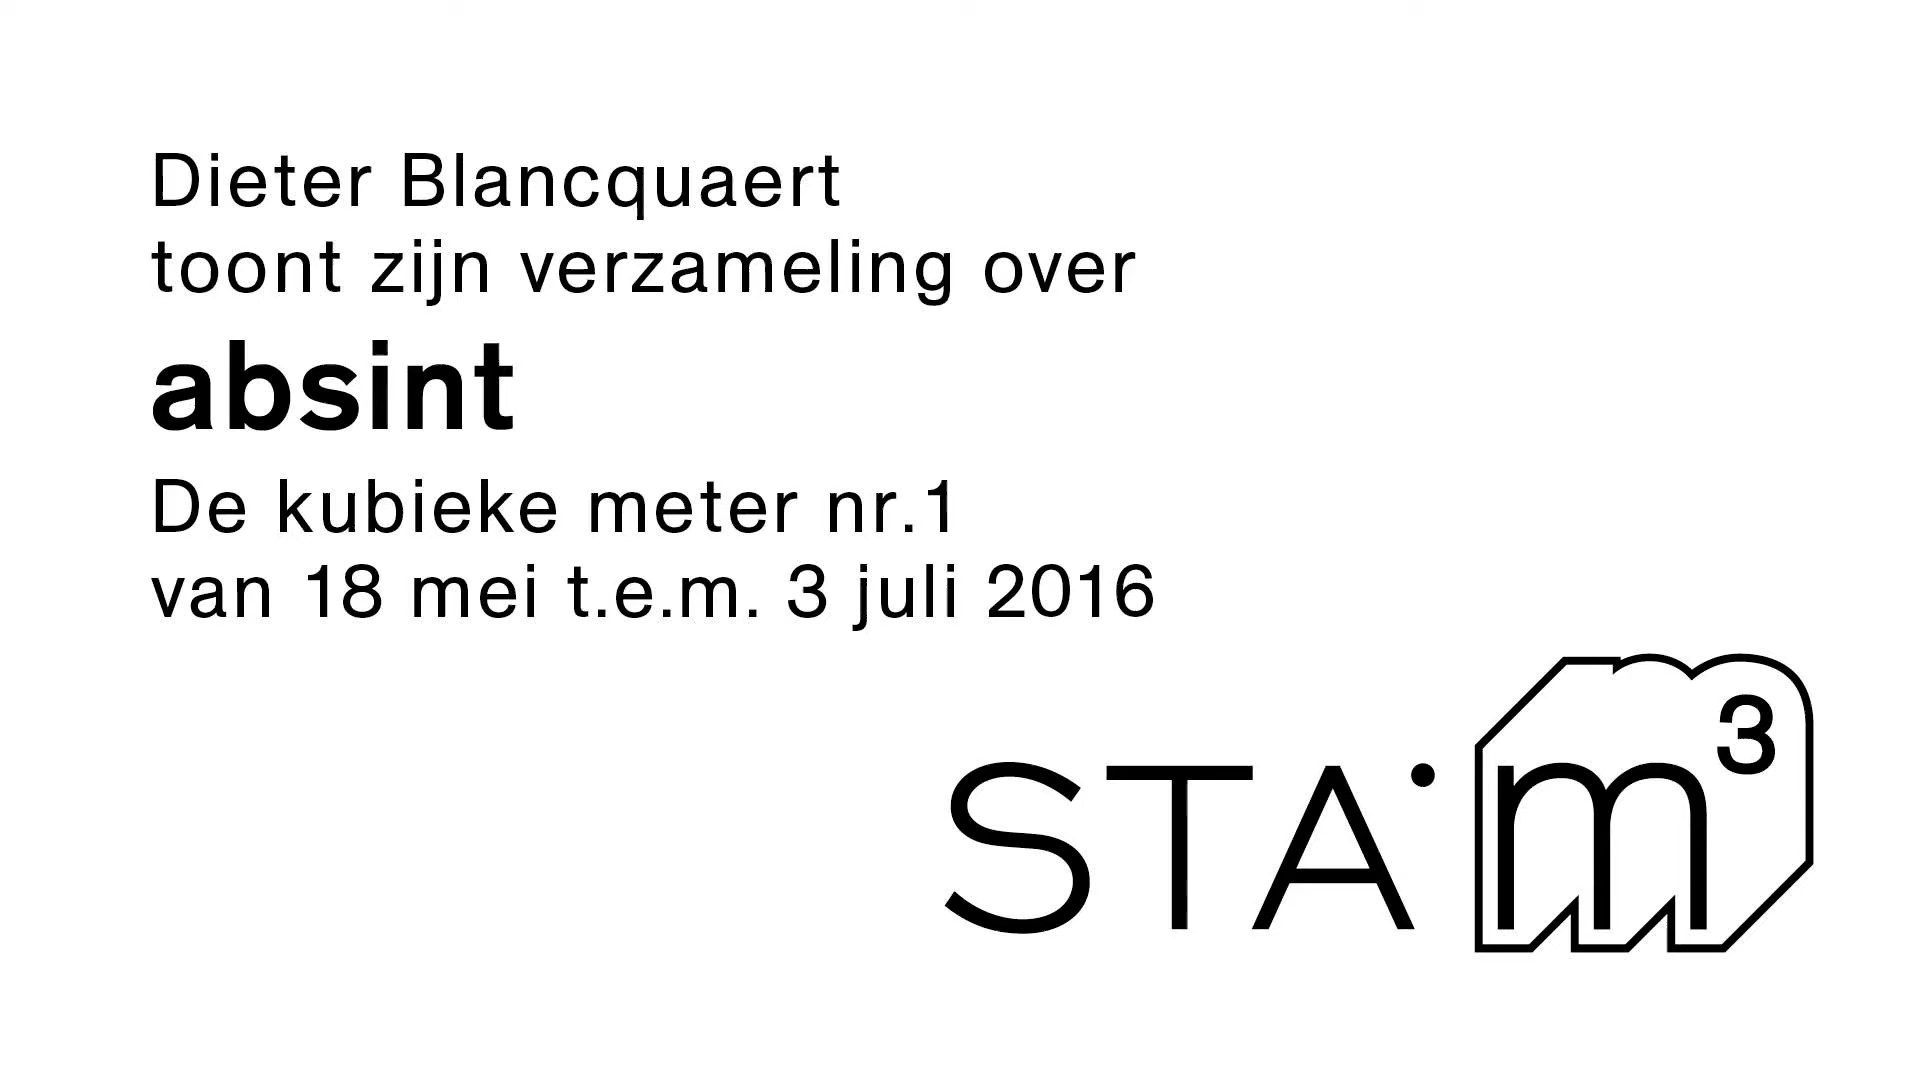 Dieter Blancquaert
toont zijn verzameling over
absint
De kubieke meter nr.1
van 18 mei t.e.m. 3 juli 2016
STA·m³